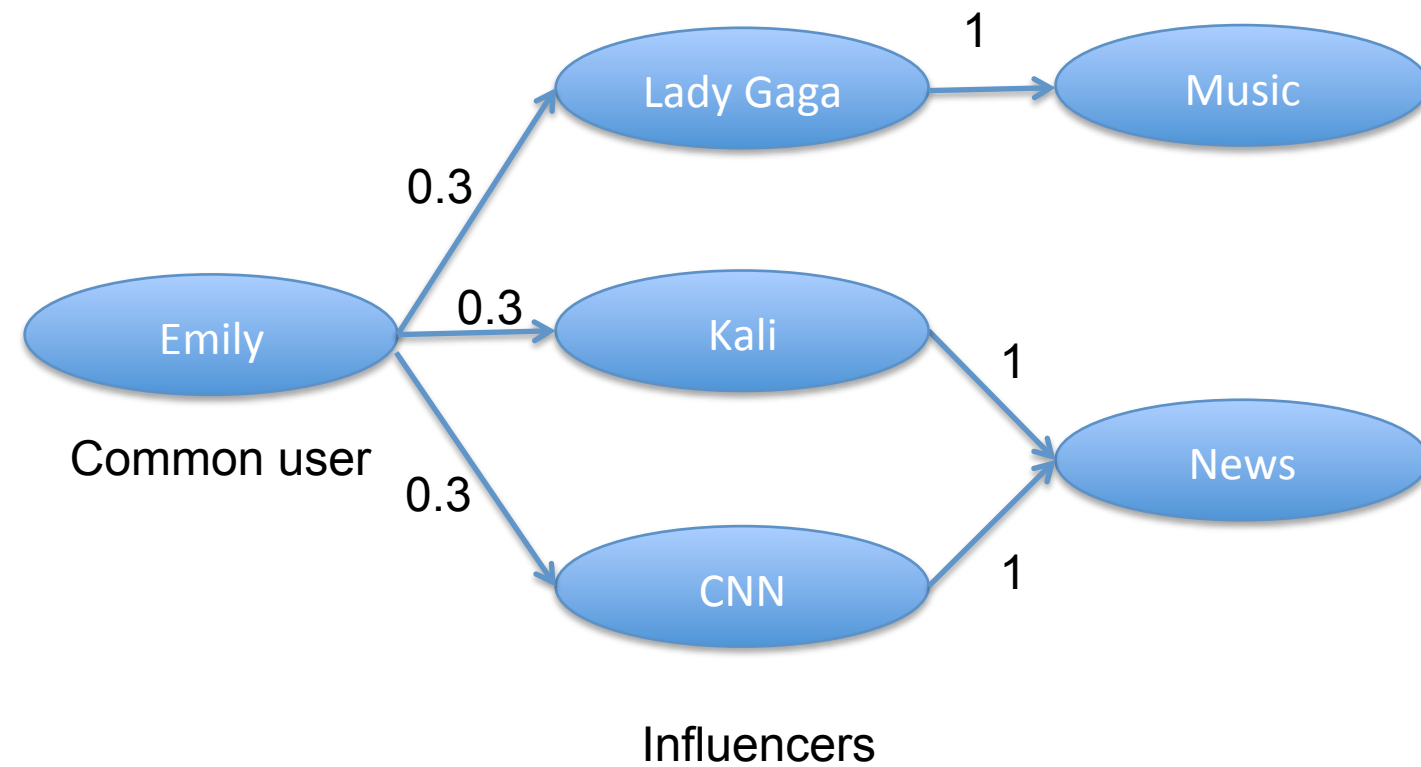 1
Lady Gaga
Music
0.3
0.3
Emily
Kali
1
Common user
News
0.3
CNN
1
Influencers